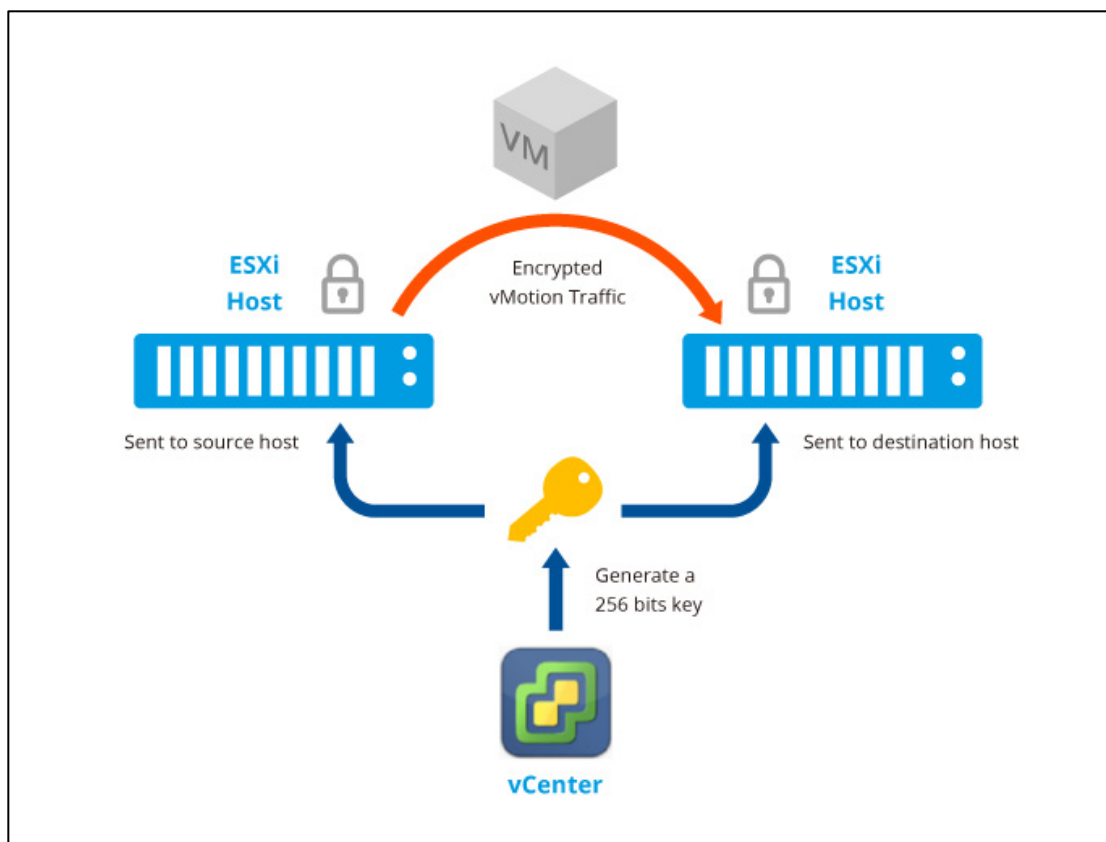 VM
ESXi
Host
Encrypted
vMotion Traffic
ESXi
Host
Sent to source host
Sent to destination host
Generate a
256 bits key
vCenter